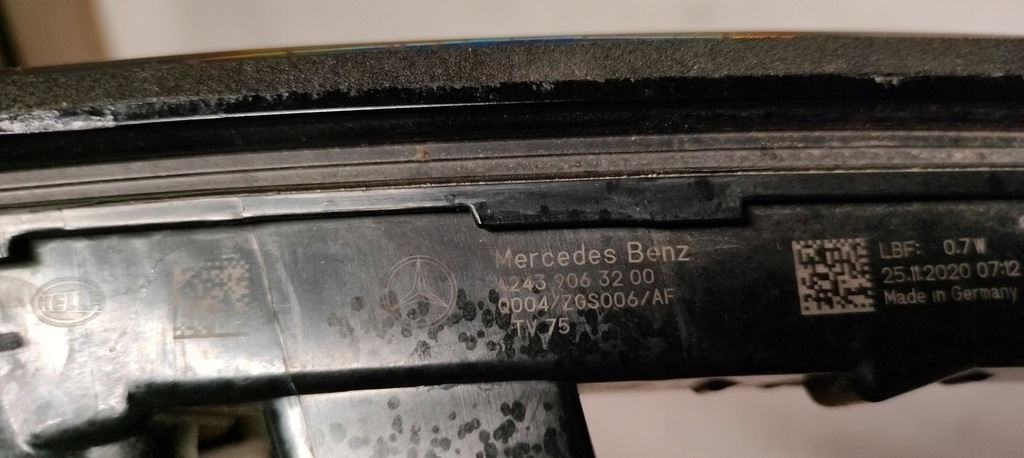 HELLA
Mercedes Benz
A243 906 32 00
Q004/ZGS006/AF
TV 75
LBF: 0.7W
25.11.2020 07:12
Made in Germany